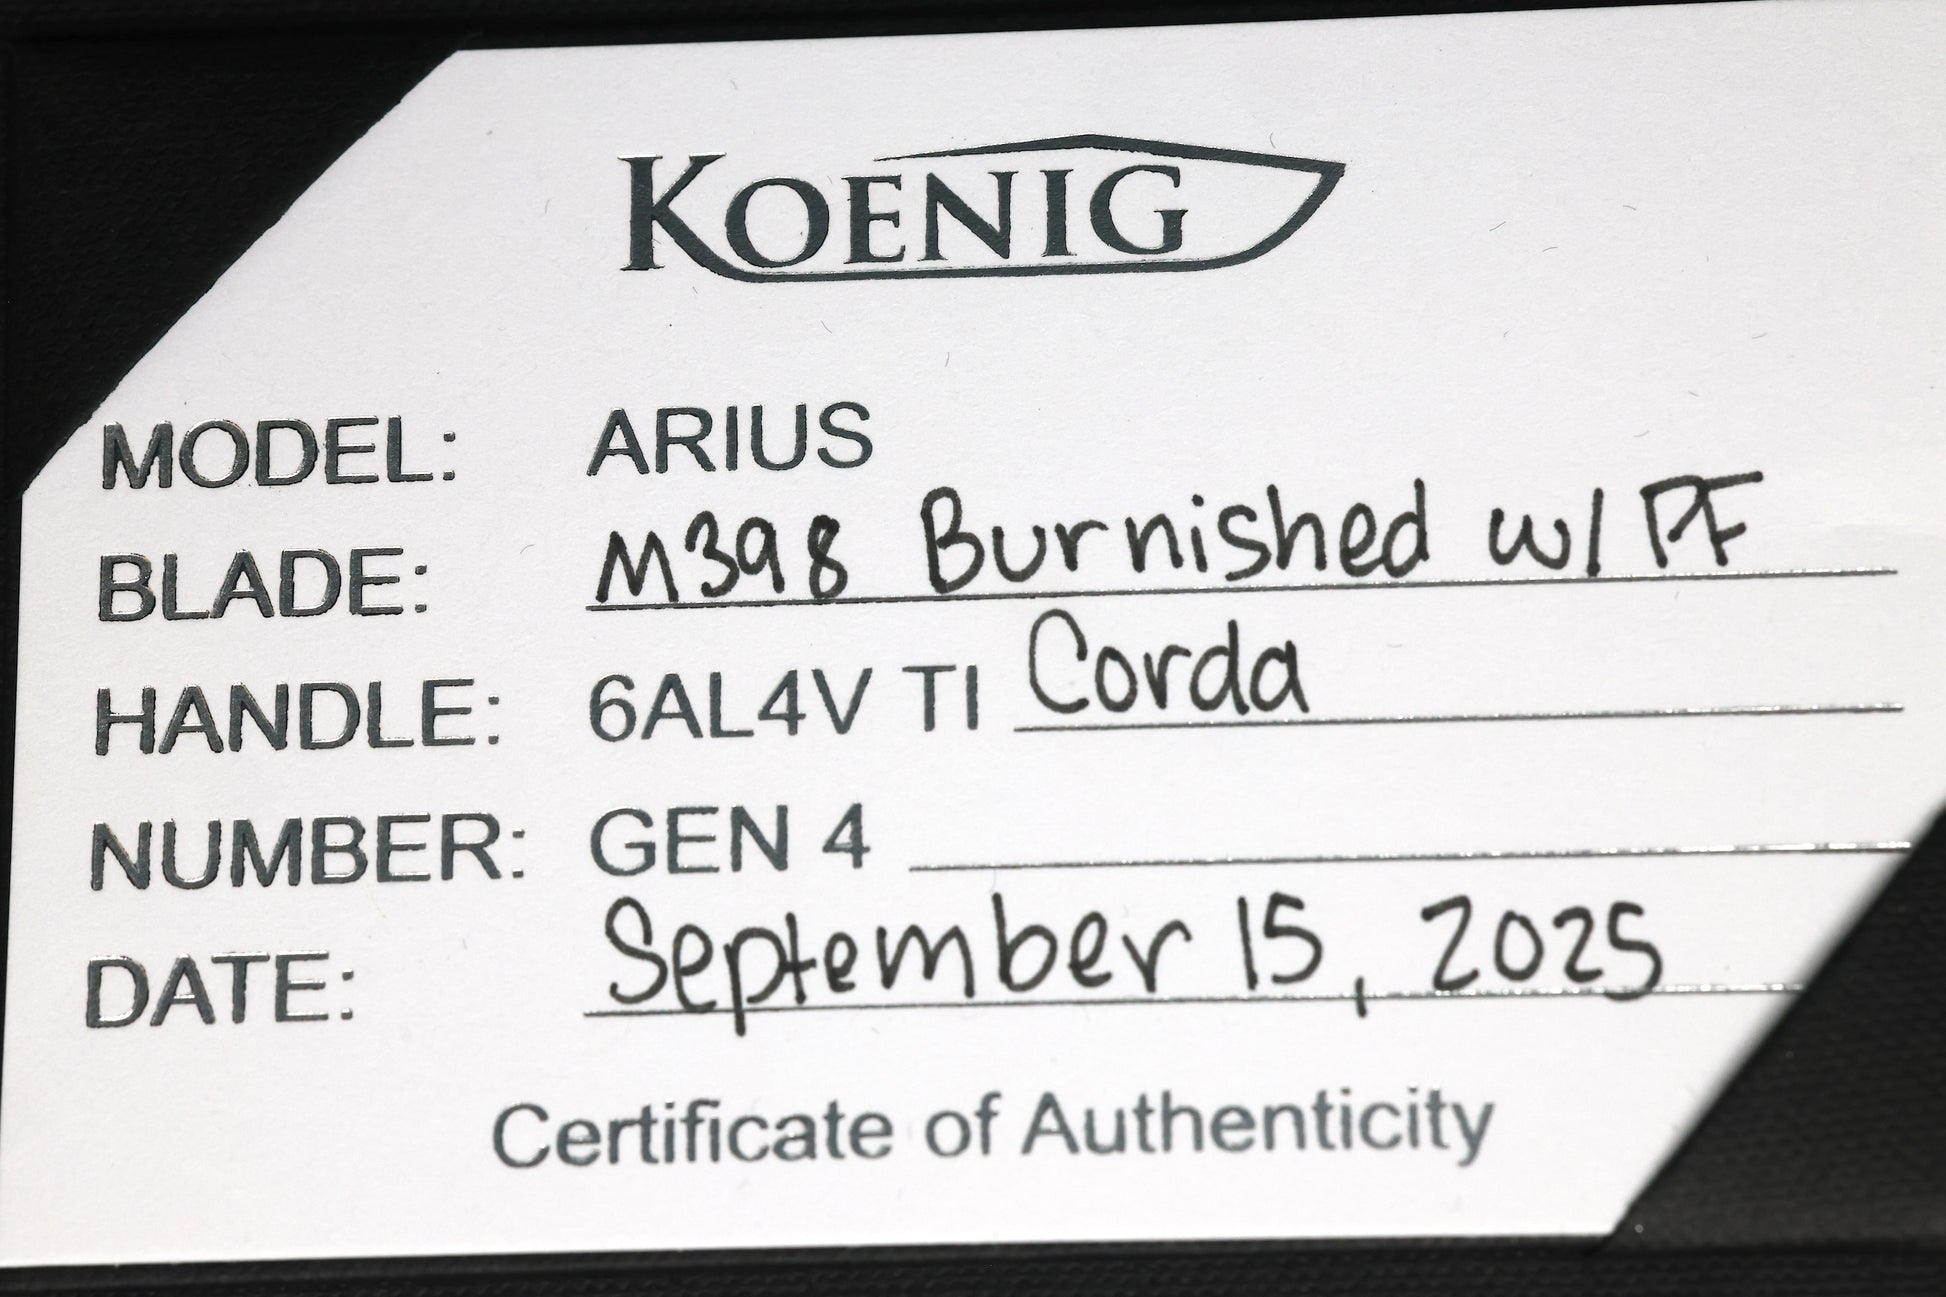 KOENIG
MODEL: ARIUS
BLADE: M398 Burnished w/ PF
HANDLE: 6AL4V TI Corda
NUMBER: GEN 4
DATE: September 15, 2025
Certificate of Authenticity